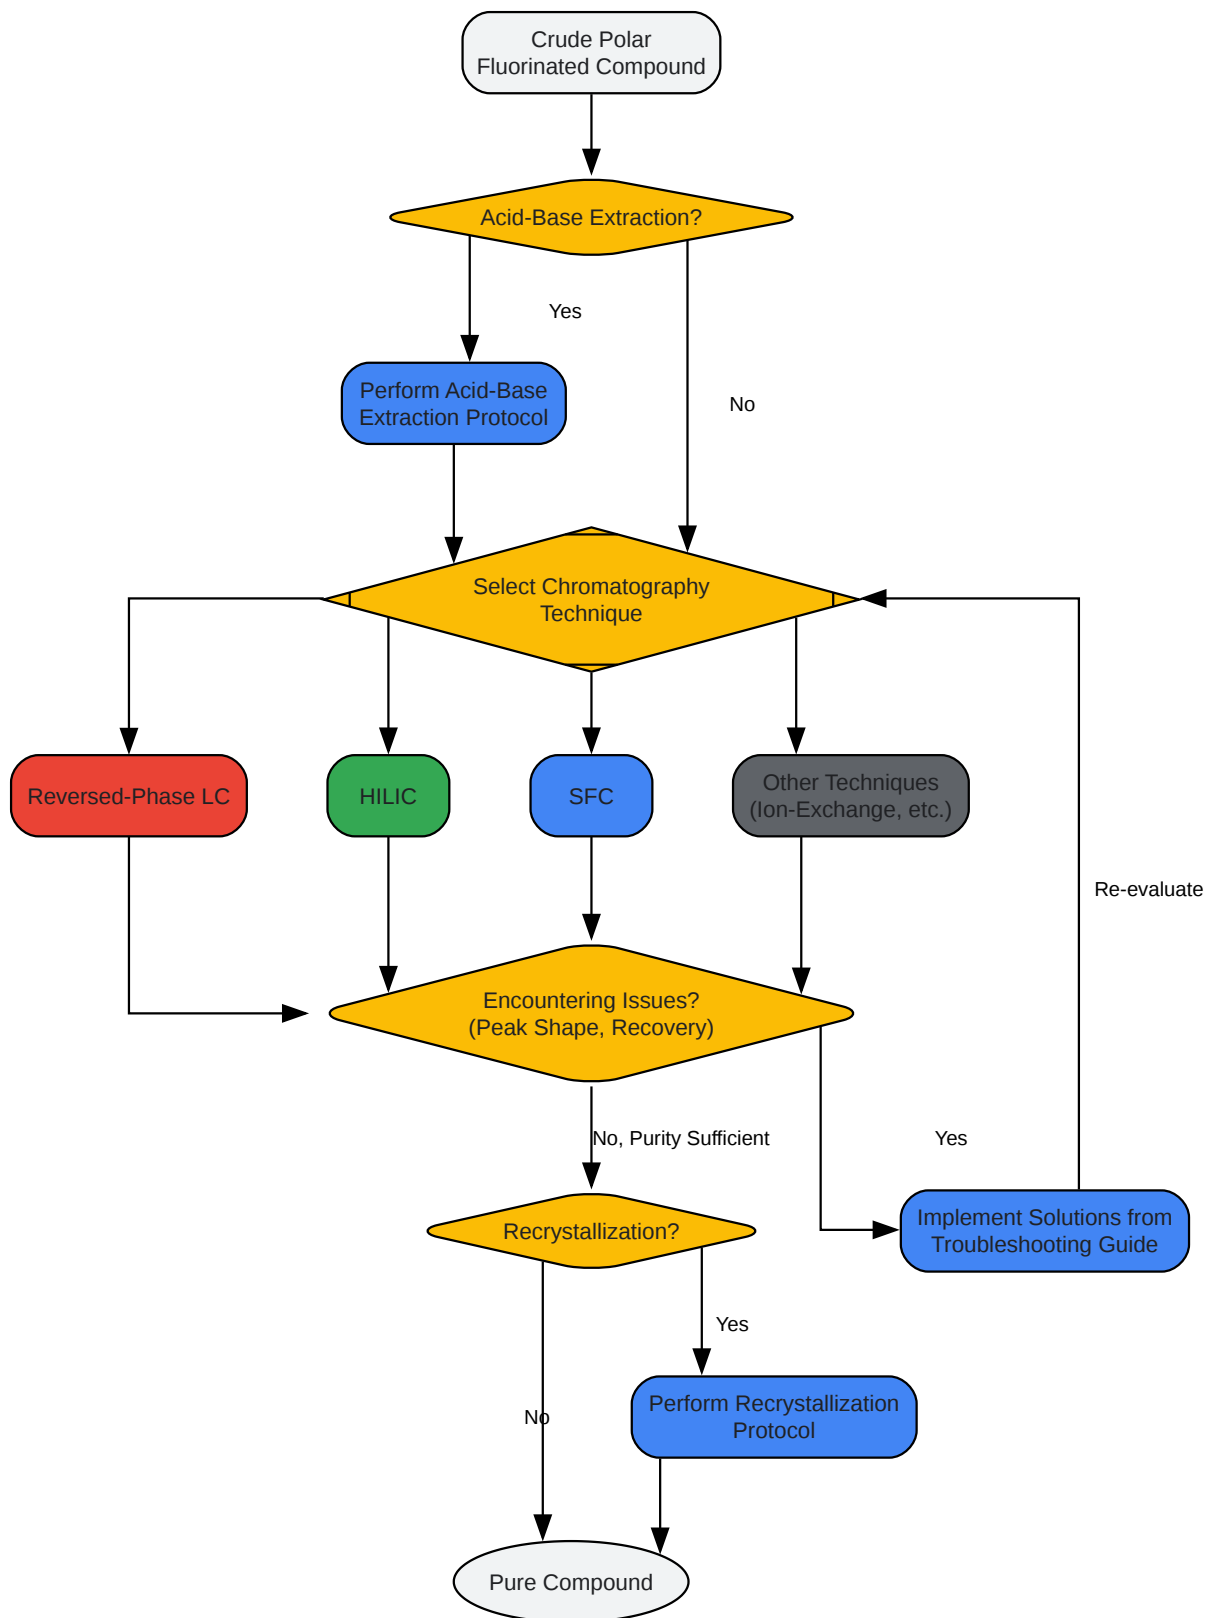 Crude Polar
Fluorinated Compound
Acid-Base Extraction?
Yes
Perform Acid-Base
Extraction Protocol
No
Select Chromatography
Technique
Reversed-Phase LC
HILIC
SFC
Other Techniques
(Ion-Exchange, etc.)
Re-evaluate
Encountering Issues?
(Peak Shape, Recovery)
No, Purity Sufficient
Yes
Implement Solutions from
Troubleshooting Guide
Recrystallization?
Yes
No
Perform Recrystallization
Protocol
Pure Compound